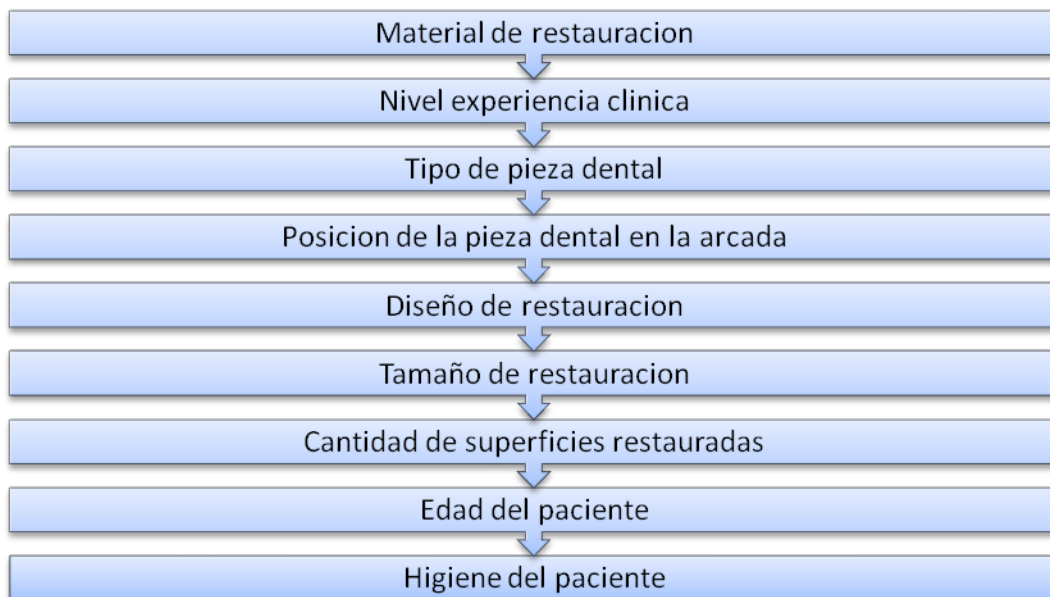 Material de restauracion
Nivel experiencia clinica
Tipo de pieza dental
Posicion de la pieza dental en la arcada
Diseño de restauracion
Tamaño de restauracion
Cantidad de superficies restauradas
Edad del paciente
Higiene del paciente